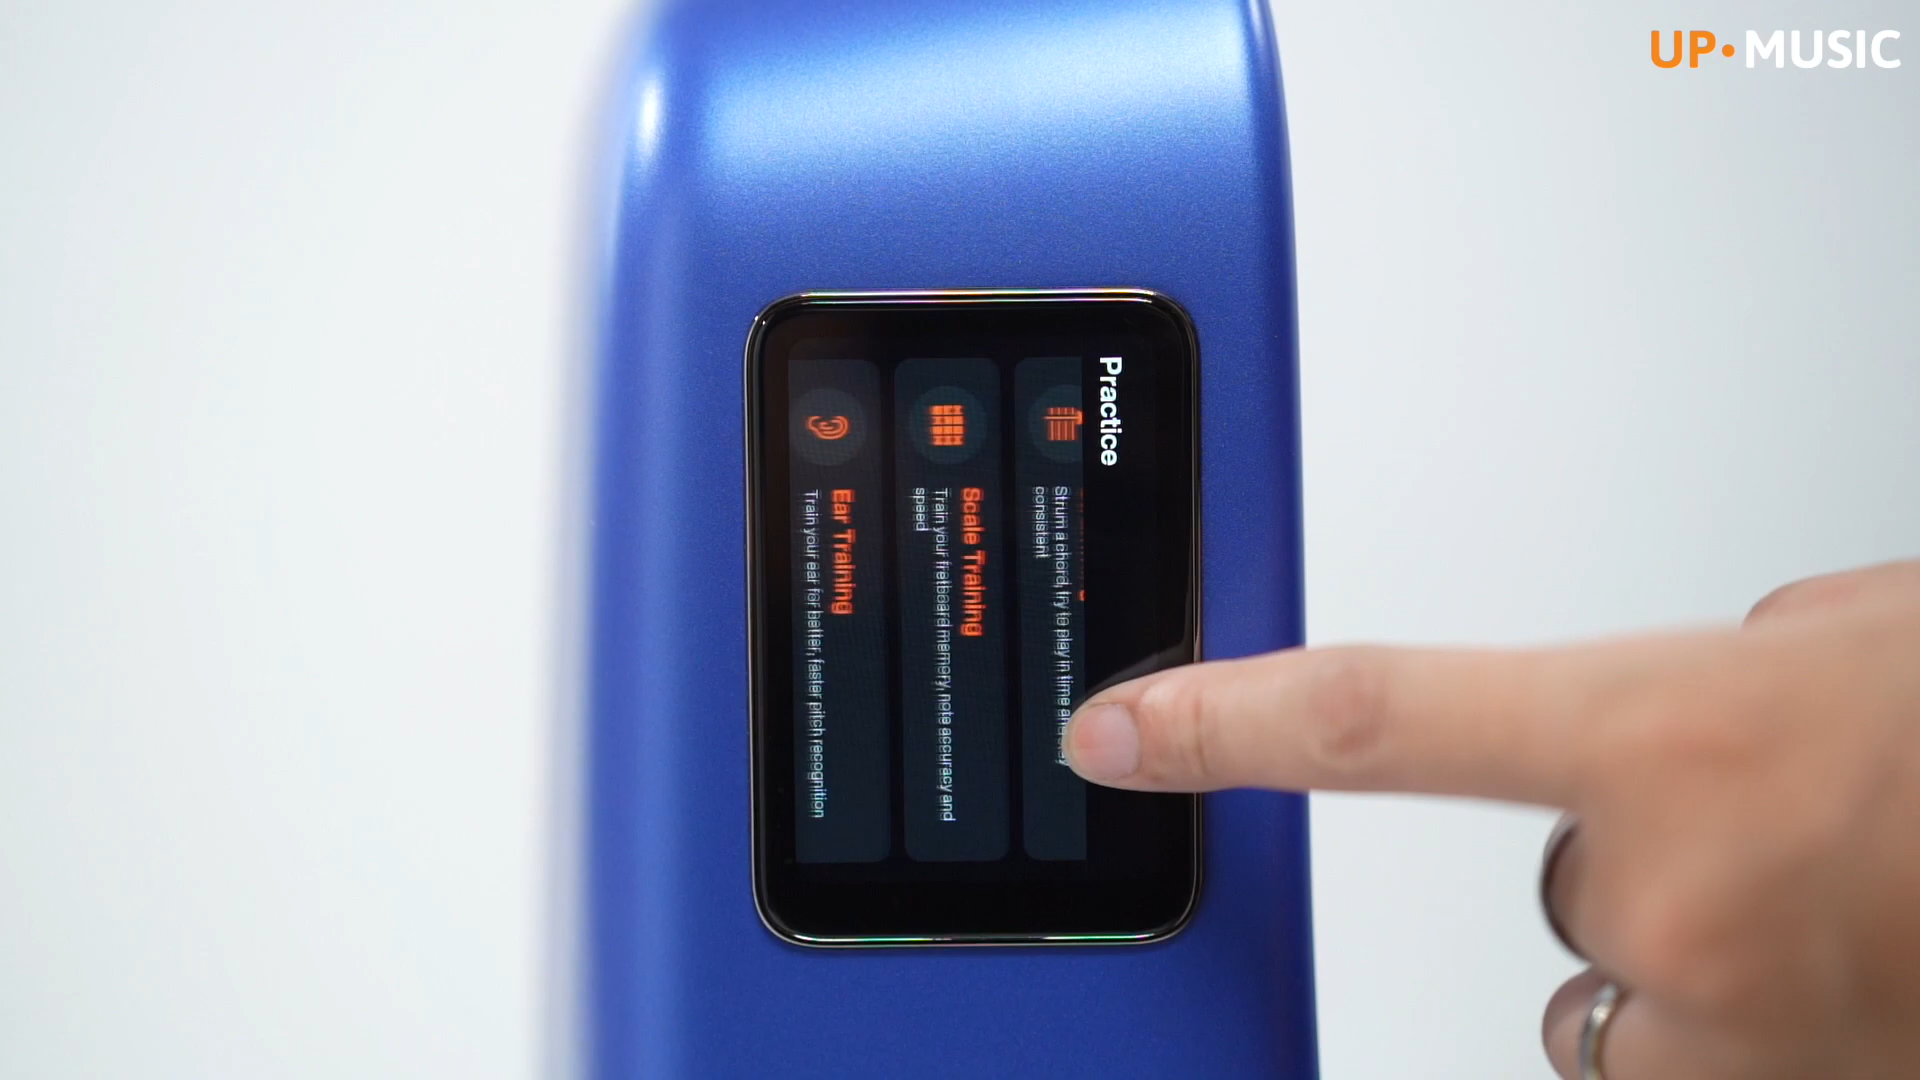 UP•MUSIC
Practice
Strum a chord, try to play in time and stay
consistent
Scale Training
Train your fretboard memory, note accuracy and
speed
Ear Training
Train your ear for better, faster pitch recognition